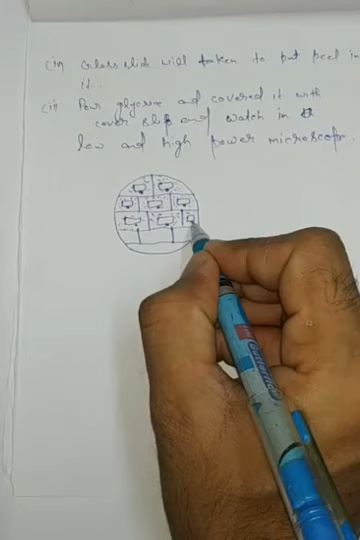 (i) Glass slide will taken to put peel in
it.
(ii) Pour glycerine and covered it with
cover slip and watch in
low and high power microscope.